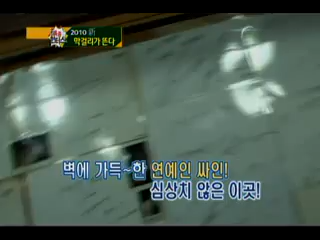 2010 新
막걸리가 뜬다
벽에 가득~한 연예인 싸인!
심상치 않은 이곳!